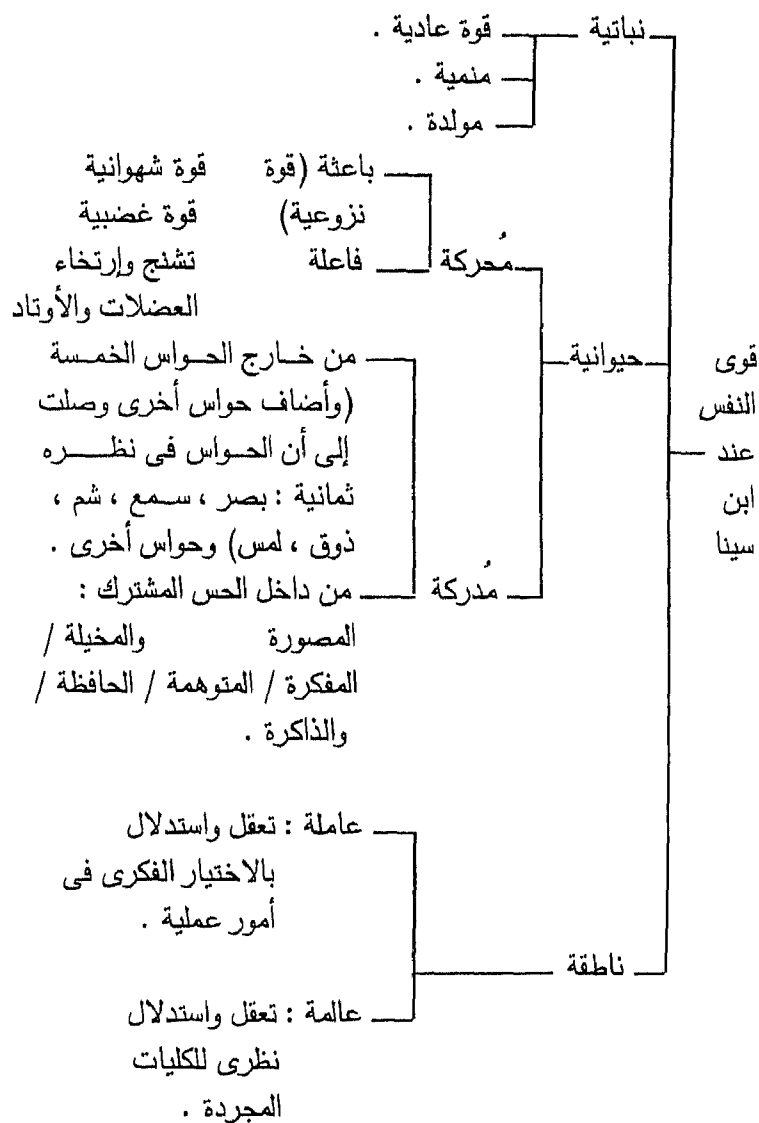 قوى
النفس
عند
ابن
سينا
نباتية
قوة عادية .
منمية .
مولدة .
حيوانية
مُحركة
باعثة (قوة نزوعية)
قوة شهوانية
قوة غضبية
فاعلة
تشنج وإرتخاء
العضلات والأوتاد
مُدركة
من خارج الحواس الخمسة
(وأضاف حواس أخرى وصلت
إلى أن الحواس فى نظره
ثمانية : بصر ، سمع ، شم ،
ذوق ، لمس) وحواس أخرى .
من داخل الحس المشترك :
المصورة والمخيلة /
المفكرة / المتوهمة / الحافظة /
والذاكرة .
ناطقة
عاملة : تعقل واستدلال
بالاختيار الفكرى فى
أمور عملية .
عالمة : تعقل واستدلال
نظرى للكليات
المجردة .